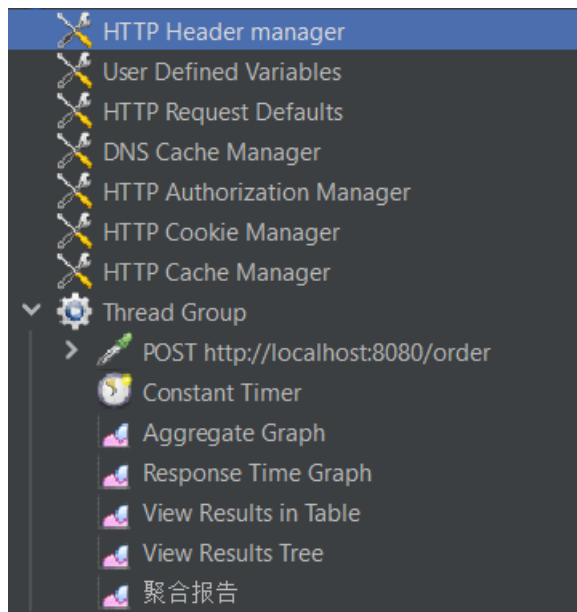 HTTP Header manager
User Defined Variables
HTTP Request Defaults
DNS Cache Manager
HTTP Authorization Manager
HTTP Cookie Manager
HTTP Cache Manager
Thread Group
POST http://localhost:8080/order
Constant Timer
Aggregate Graph
Response Time Graph
View Results in Table
View Results Tree
聚合报告